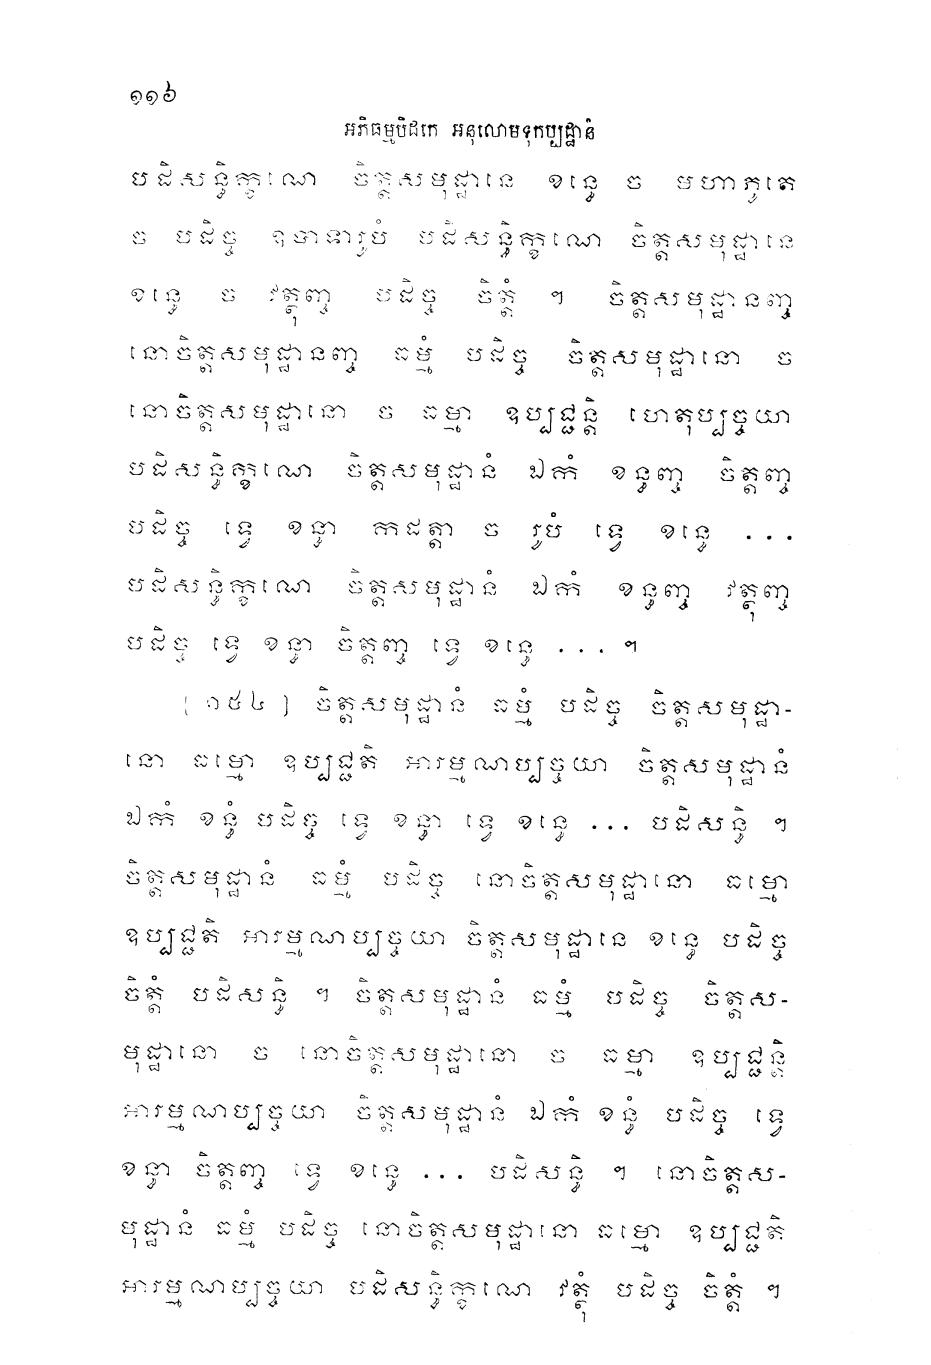 ១១៦
អភិធម្មបិដកេ អនុលោមទុកប្បដ្ឋានំ
បដិសន្ធិក្ខណេ ចិត្តសមុដ្ឋានេ ខន្ធេ ច មហាភូតេ
ច បដិច្ច ឧបាទារូបំ បដិសន្ធិក្ខណេ ចិត្តសមុដ្ឋានេ
ខន្ធេ ច វត្ថុញ្ច បដិច្ច ចិត្តំ ។ ចិត្តសមុដ្ឋានញ្ច
នោចិត្តសមុដ្ឋានញ្ច ធម្មំ បដិច្ច ចិត្តសមុដ្ឋានោ ច
នោចិត្តសមុដ្ឋានោ ច ធម្មា ឧប្បជ្ជន្តិ ហេតុប្បច្ចយា
បដិសន្ធិក្ខណេ ចិត្តសមុដ្ឋានំ ឯកំ ខន្ធញ្ច ចិត្តញ្ច
បដិច្ច ទ្វេ ខន្ធា កដត្តា ច រូបំ ទ្វេ ខន្ធេ ...
បដិសន្ធិក្ខណេ ចិត្តសមុដ្ឋានំ ឯកំ ខន្ធញ្ច វត្ថុញ្ច
បដិច្ច ទ្វេ ខន្ធា ចិត្តញ្ច ទ្វេ ខន្ធេ ... ។
[ ១៥៤ ] ចិត្តសមុដ្ឋានំ ធម្មំ បដិច្ច ចិត្តសមុដ្ឋា-
នោ ធម្មោ ឧប្បជ្ជតិ អារម្មណប្បច្ចយា ចិត្តសមុដ្ឋានំ
ឯកំ ខន្ធំ បដិច្ច ទ្វេ ខន្ធា ទ្វេ ខន្ធេ ... បដិសន្ធិ ។
ចិត្តសមុដ្ឋានំ ធម្មំ បដិច្ច នោចិត្តសមុដ្ឋានោ ធម្មោ
ឧប្បជ្ជតិ អារម្មណប្បច្ចយា ចិត្តសមុដ្ឋានេ ខន្ធេ បដិច្ច
ចិត្តំ បដិសន្ធិ ។ ចិត្តសមុដ្ឋានំ ធម្មំ បដិច្ច ចិត្តស-
មុដ្ឋានោ ច នោចិត្តសមុដ្ឋានោ ច ធម្មា ឧប្បជ្ជន្តិ
អារម្មណប្បច្ចយា ចិត្តសមុដ្ឋានំ ឯកំ ខន្ធំ បដិច្ច ទ្វេ
ខន្ធា ចិត្តញ្ច ទ្វេ ខន្ធេ ... បដិសន្ធិ ។ នោចិត្តស-
មុដ្ឋានំ ធម្មំ បដិច្ច នោចិត្តសមុដ្ឋានោ ធម្មោ ឧប្បជ្ជតិ
អារម្មណប្បច្ចយា បដិសន្ធិក្ខណេ វត្ថុំ បដិច្ច ចិត្តំ ។